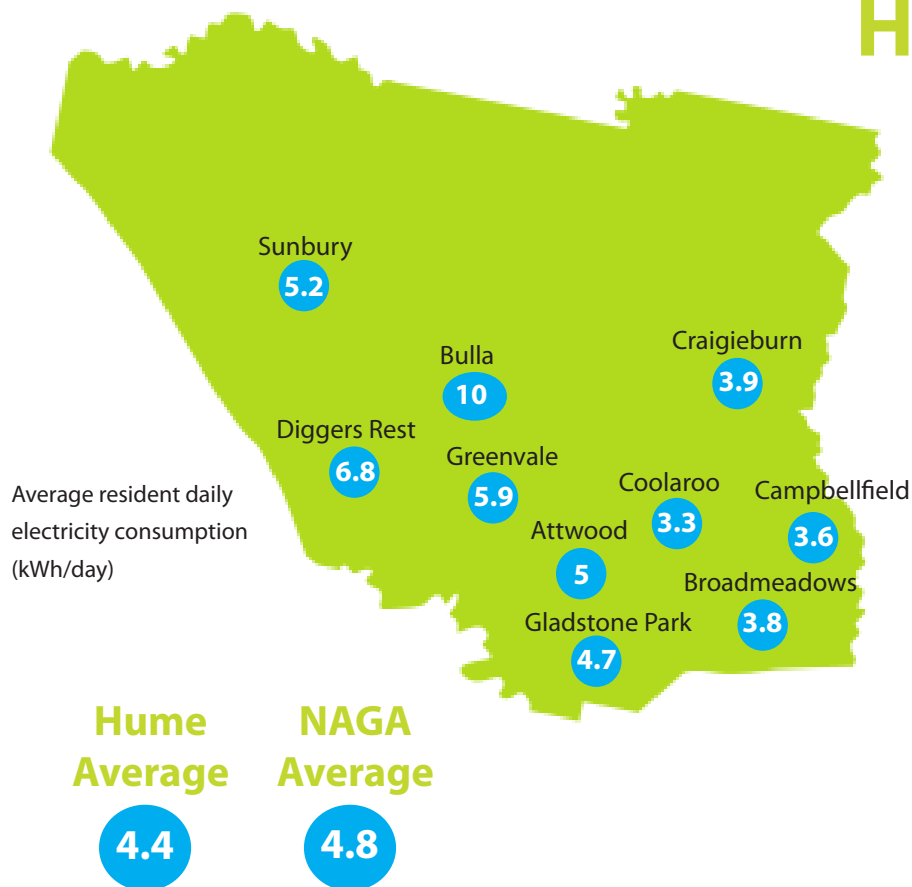 H
Sunbury
5.2
Craigieburn
3.9
Bulla
10
Diggers Rest
6.8
Greenvale
5.9
Coolaroo
3.3
Campbellfield
3.6
Attwood
5
Broadmeadows
3.8
Gladstone Park
4.7
Average resident daily
electricity consumption
(kWh/day)
Hume
Average
4.4
NAGA
Average
4.8